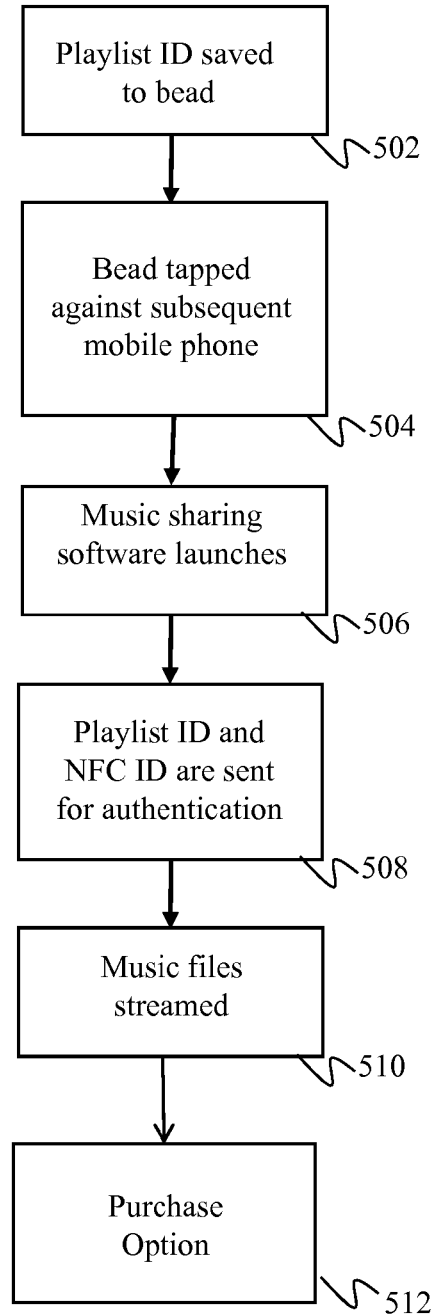 Playlist ID saved
to bead
502
Bead tapped
against subsequent
mobile phone
504
Music sharing
software launches
506
Playlist ID and
NFC ID are sent
for authentication
508
Music files
streamed
510
Purchase
Option
512